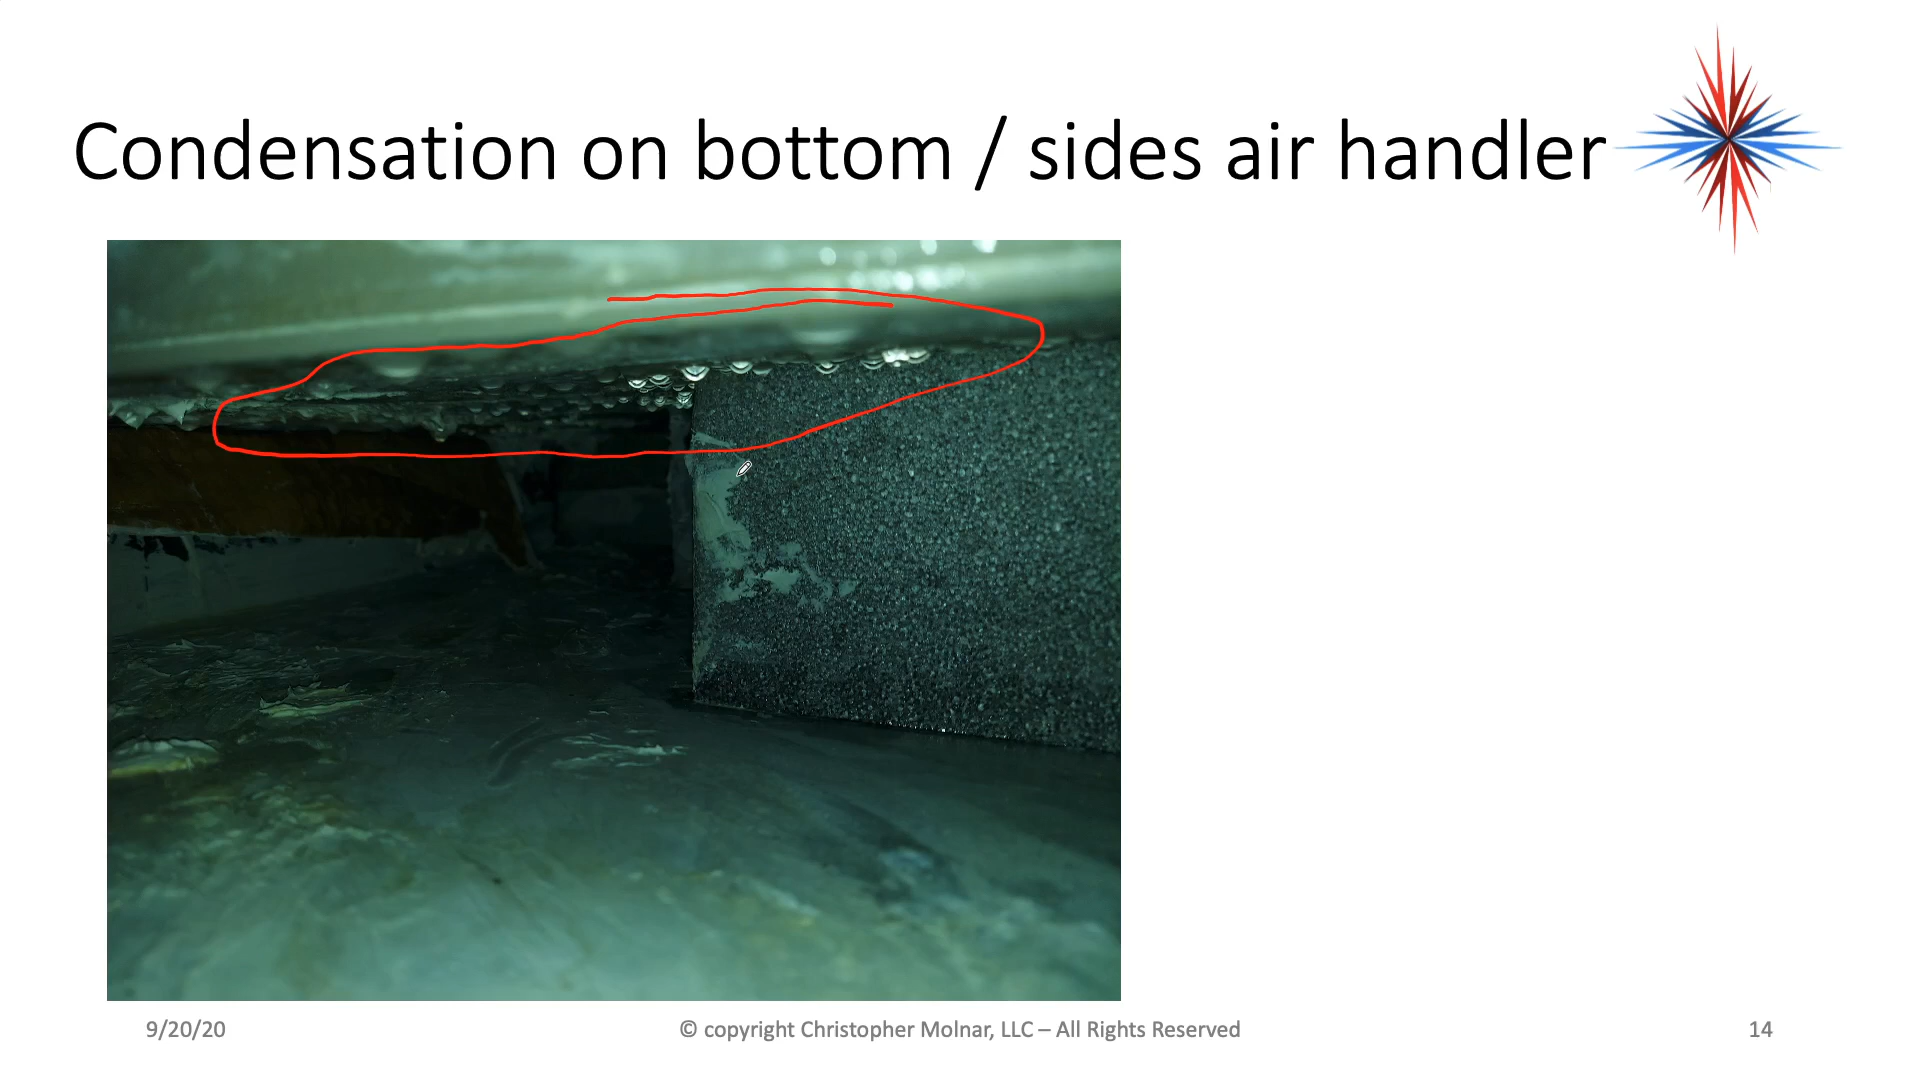 Condensation on bottom / sides air handler
9/20/20
© copyright Christopher Molnar, LLC – All Rights Reserved
14